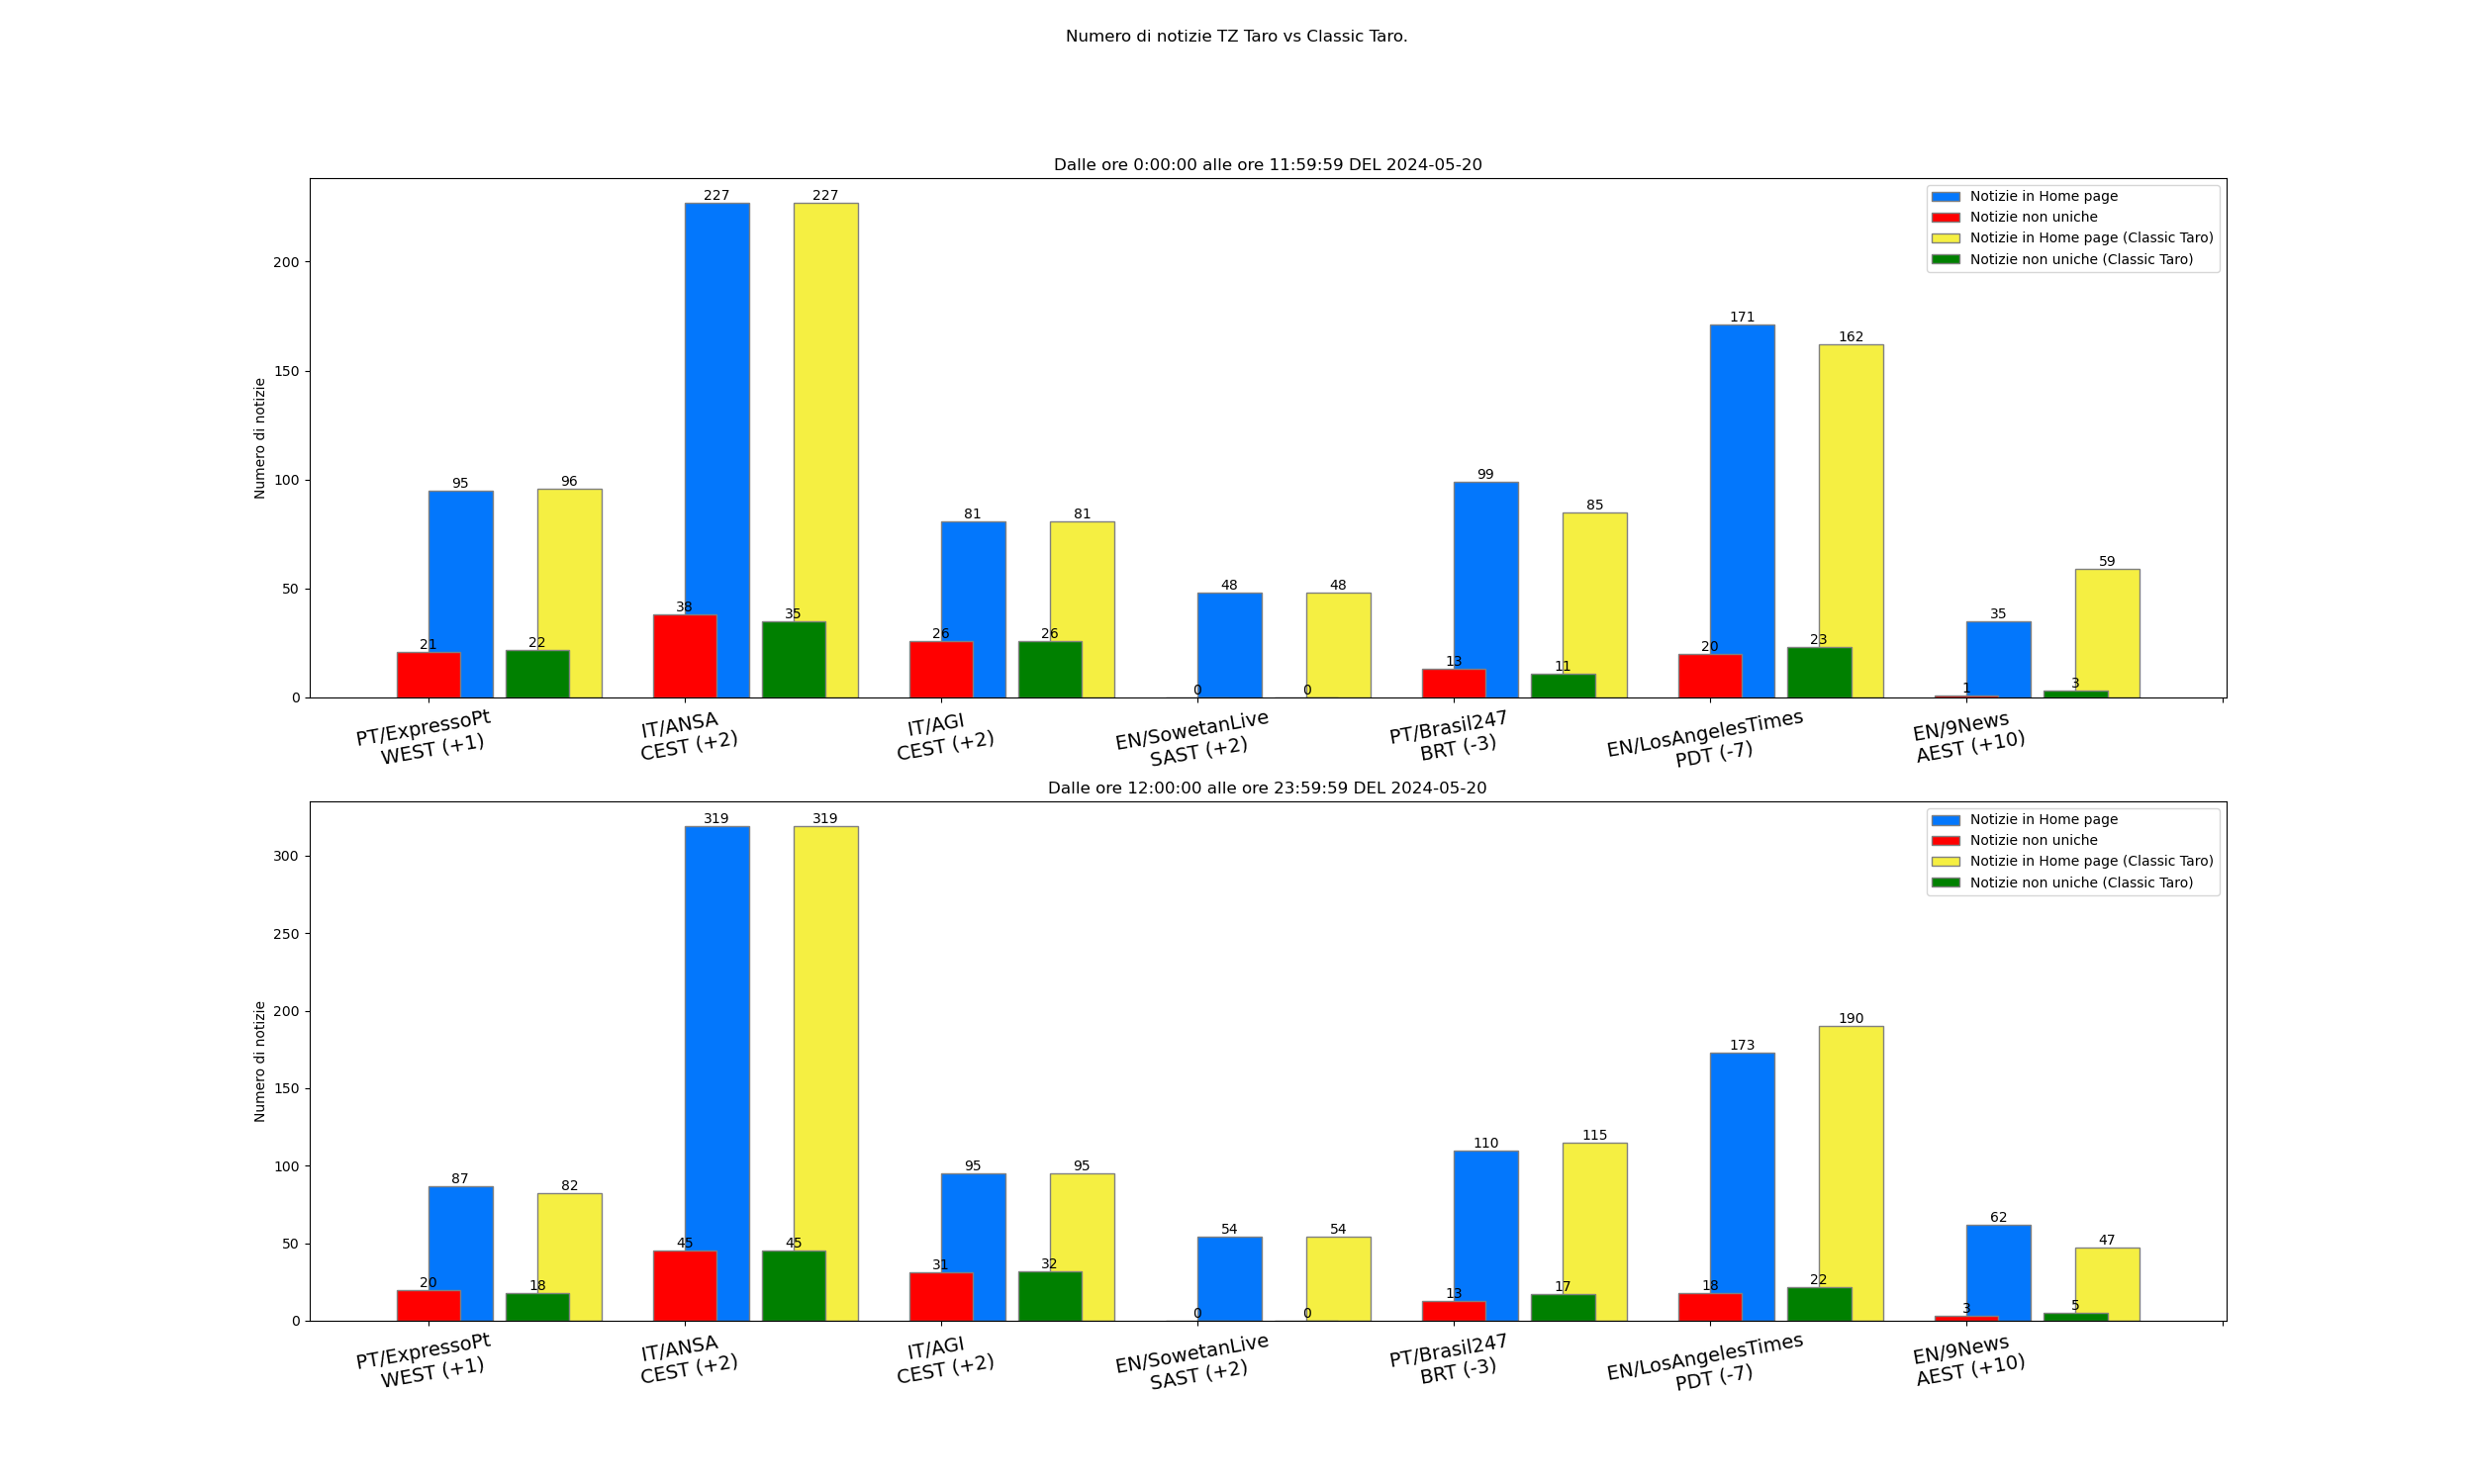 Numero di notizie TZ Taro vs Classic Taro.
Dalle ore 0:00:00 alle ore 11:59:59 DEL 2024-05-20
Numero di notizie
200
150
100
50
0
Notizie in Home page
Notizie non uniche
Notizie in Home page (Classic Taro)
Notizie non uniche (Classic Taro)
95
21
96
22
227
38
227
35
81
26
81
26
48
0
48
0
99
13
85
11
171
20
162
23
35
1
59
3
PT/ExpressoPt
WEST (+1)
IT/ANSA
CEST (+2)
IT/AGI
CEST (+2)
EN/SowetanLive
SAST (+2)
PT/Brasil247
BRT (-3)
EN/LosAngelesTimes
PDT (-7)
EN/9News
AEST (+10)
Dalle ore 12:00:00 alle ore 23:59:59 DEL 2024-05-20
Numero di notizie
300
250
200
150
100
50
0
Notizie in Home page
Notizie non uniche
Notizie in Home page (Classic Taro)
Notizie non uniche (Classic Taro)
87
20
82
18
319
45
319
45
95
31
95
32
54
0
54
0
110
13
115
17
173
18
190
22
62
3
47
5
PT/ExpressoPt
WEST (+1)
IT/ANSA
CEST (+2)
IT/AGI
CEST (+2)
EN/SowetanLive
SAST (+2)
PT/Brasil247
BRT (-3)
EN/LosAngelesTimes
PDT (-7)
EN/9News
AEST (+10)